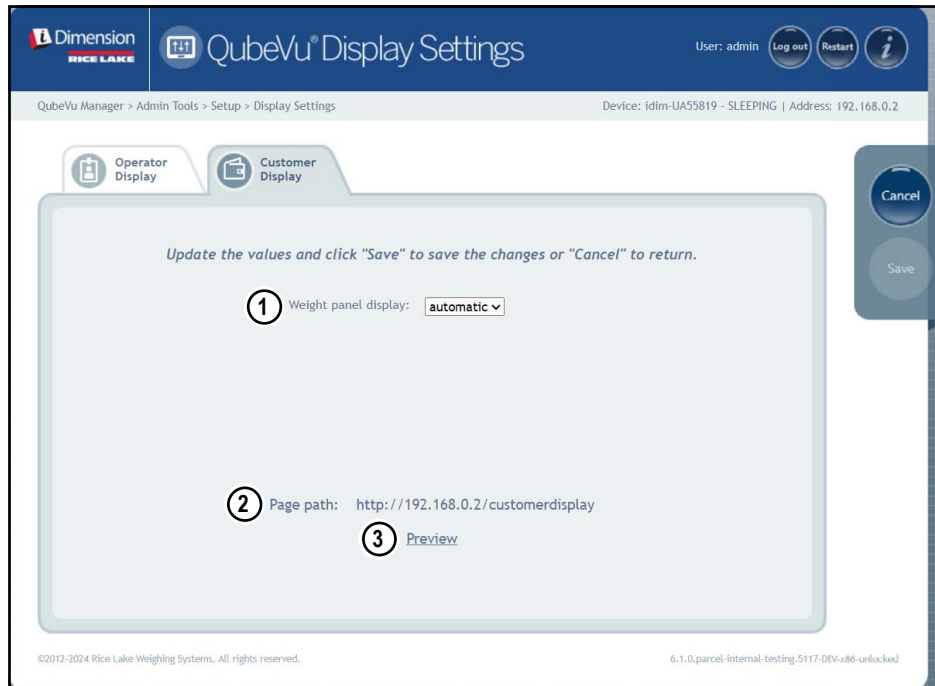 i Dimension
RICE LAKE
QubeVu® Display Settings
User: admin
Log out
Restart
i
QubeVu Manager > Admin Tools > Setup > Display Settings
Device: idim-UA55819 - SLEEPING | Address: 192.168.0.2
Operator
Display
Customer
Display
Cancel
Save
Update the values and click "Save" to save the changes or "Cancel" to return.
1 Weight panel display: automatic
2 Page path: http://192.168.0.2/customerdisplay
3 Preview
©2012-2024 Rice Lake Weighing Systems. All rights reserved.
6.1.0.parcel-internal-testing.5117-DEV-x86-unlocked